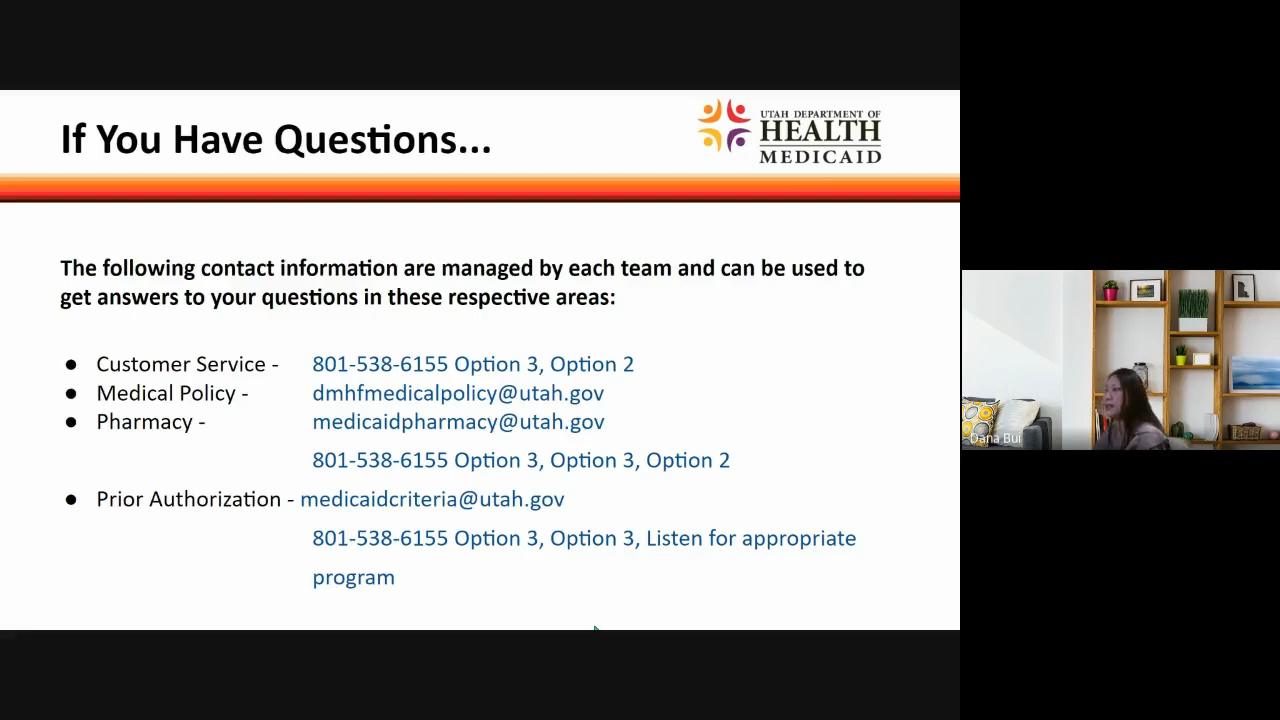 If You Have Questions...
UTAH DEPARTMENT OF
HEALTH
MEDICAID
The following contact information are managed by each team and can be used to
get answers to your questions in these respective areas:
● Customer Service - 801-538-6155 Option 3, Option 2
● Medical Policy - dmhfmedicalpolicy@utah.gov
● Pharmacy - medicaidpharmacy@utah.gov
801-538-6155 Option 3, Option 3, Option 2
● Prior Authorization - medicaidcriteria@utah.gov
801-538-6155 Option 3, Option 3, Listen for appropriate
program
Dana Bui